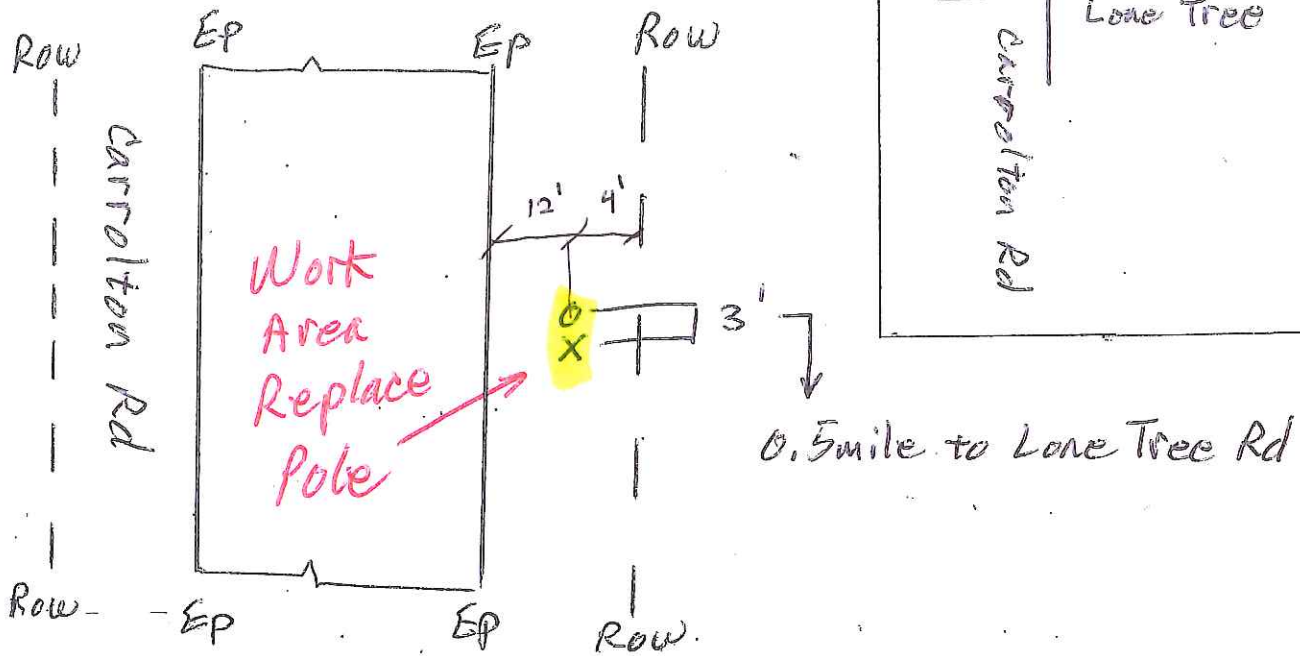 Row
Ep
Ep
Row
Lone Tree
Carrolton Rd
Carrolton Rd
12' 4'
Work
Area
Replace
Pole
O
X
3'
0.5mile to Lone Tree Rd
Row
Ep
Ep
Row